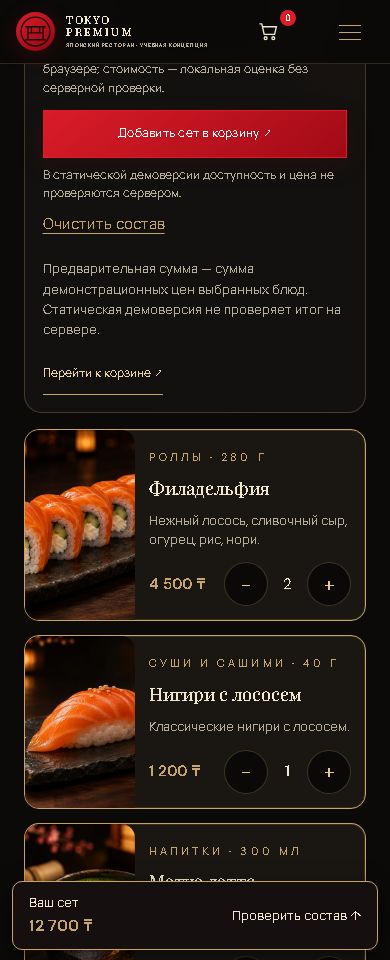 TOKYO
PREMIUM
ЯПОНСКИЙ РЕСТОРАН · УЧЕБНАЯ КОНЦЕПЦИЯ
0
браузере; стоимость — локальная оценка без
серверной проверки.
Добавить сет в корзину ↗
В статической демоверсии доступность и цена не
проверяются сервером.
Очистить состав
Предварительная сумма — сумма
демонстрационных цен выбранных блюд.
Статическая демоверсия не проверяет итог на
сервере.
Перейти к корзине ↗
РОЛЛЫ · 280 Г
Филадельфия
Нежный лосось, сливочный сыр,
огурец, рис, нори.
4 500 ₸ − 2 +
СУШИ И САШИМИ · 40 Г
Нигири с лососем
Классические нигири с лососем.
1 200 ₸ − 1 +
НАПИТКИ · 300 МЛ
Ваш сет
12 700 ₸
Проверить состав ↑